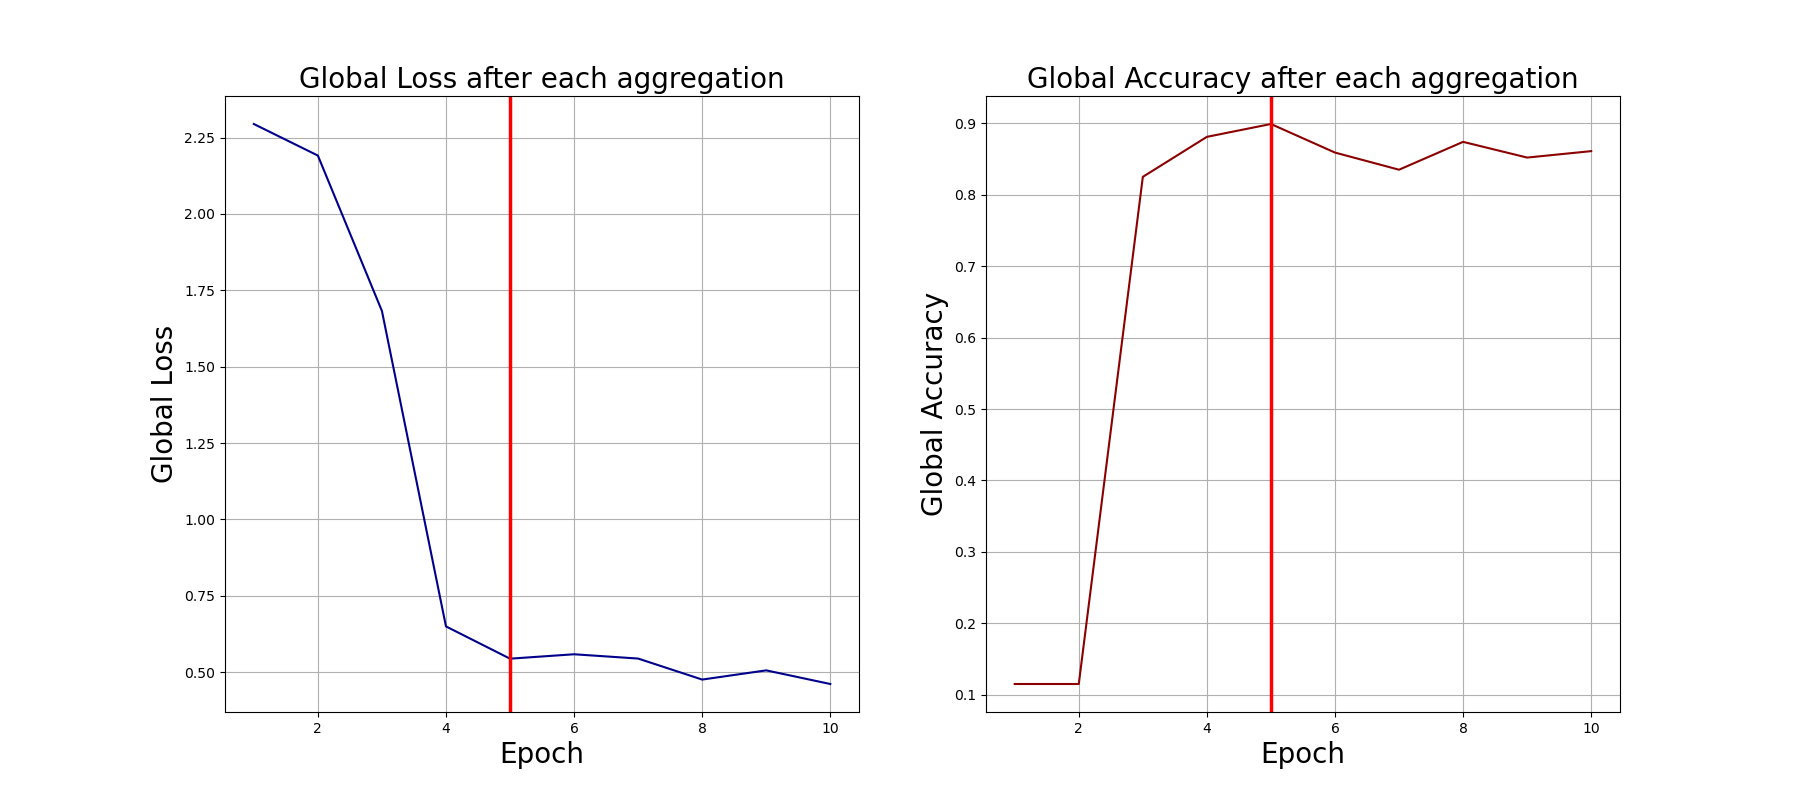 Global Loss after each aggregation
Global Loss
2.25
2.00
1.75
1.50
1.25
1.00
0.75
0.50
2 4 6 8 10
Epoch
Global Accuracy after each aggregation
Global Accuracy
0.9
0.8
0.7
0.6
0.5
0.4
0.3
0.2
0.1
2 4 6 8 10
Epoch